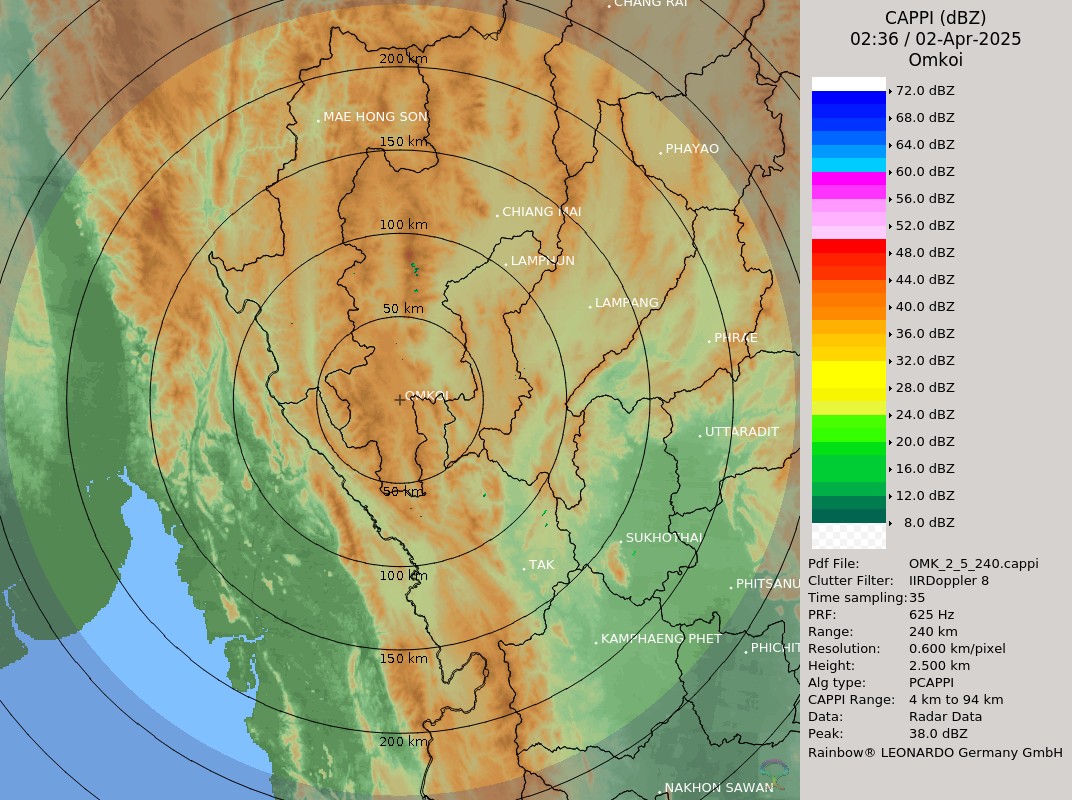 CHANG RAI
200 km
MAE HONG SON
150 km
PHAYAO
CHIANG MAI
100 km
LAMPHUN
LAMPANG
50 km
PHRAE
OMKOI
UTTARADIT
50 km
SUKHOTHAI
TAK
100 km
PHITSANU
KAMPHAENG PHET
PHICHIT
150 km
200 km
NAKHON SAWAN
CAPPI (dBZ)
02:36 / 02-Apr-2025
Omkoi
72.0 dBZ
68.0 dBZ
64.0 dBZ
60.0 dBZ
56.0 dBZ
52.0 dBZ
48.0 dBZ
44.0 dBZ
40.0 dBZ
36.0 dBZ
32.0 dBZ
28.0 dBZ
24.0 dBZ
20.0 dBZ
16.0 dBZ
12.0 dBZ
8.0 dBZ
Pdf File: OMK_2_5_240.cappi
Clutter Filter: IIRDoppler 8
Time sampling: 35
PRF: 625 Hz
Range: 240 km
Resolution: 0.600 km/pixel
Height: 2.500 km
Alg type: PCAPPI
CAPPI Range: 4 km to 94 km
Data: Radar Data
Peak: 38.0 dBZ
Rainbow® LEONARDO Germany GmbH